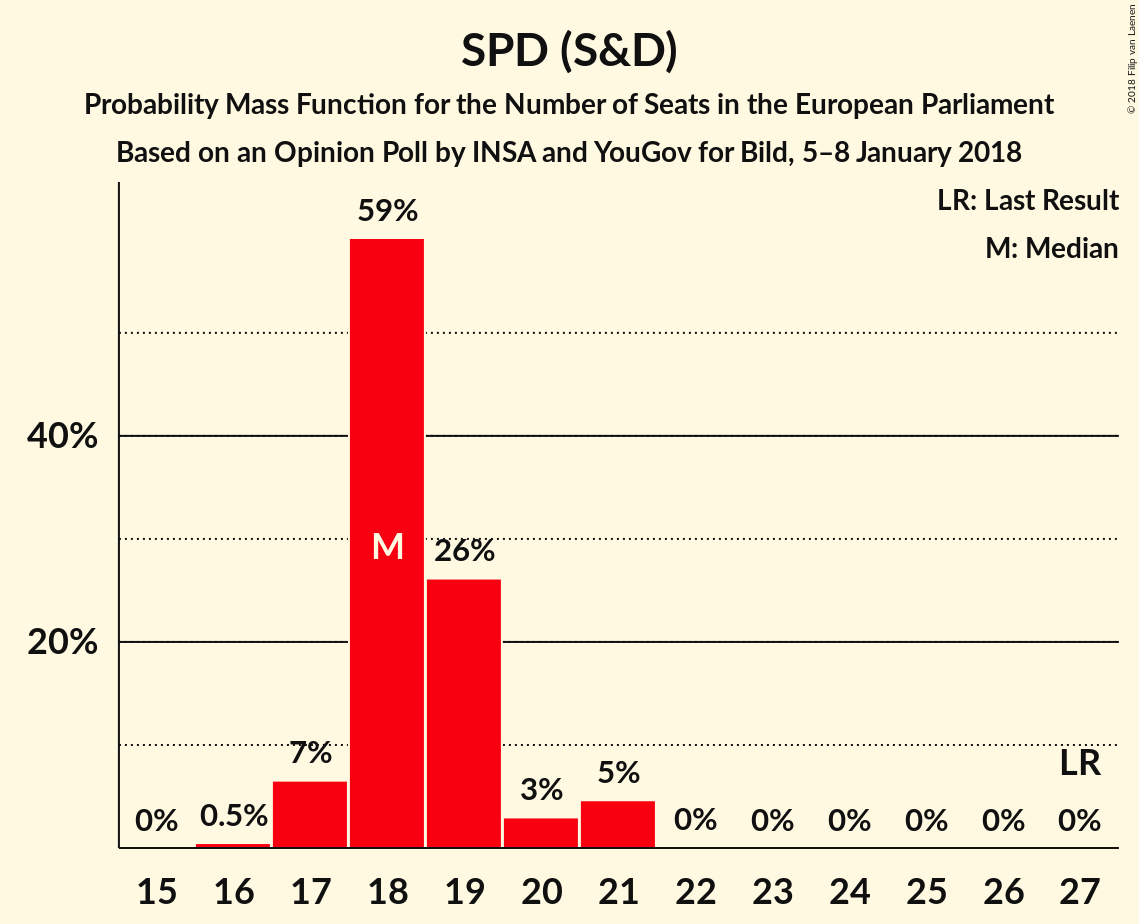 SPD (S&D)
Probability Mass Function for the Number of Seats in the European Parliament
Based on an Opinion Poll by INSA and YouGov for Bild, 5–8 January 2018
© 2018 Filip van Laenen
LR: Last Result
M: Median
59%
40%
M
26%
20%
7%
LR
5%
3%
0%
0.5%
0%
0%
0%
0%
0%
0%
15 16 17 18 19 20 21 22 23 24 25 26 27